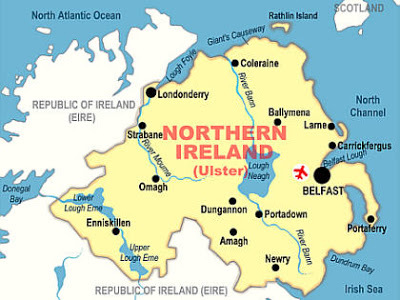 North Atlantic Ocean
SCOTLAND
Rathlin Island
Giant's Causeway
Lough Foyle
Coleraine
Londonderry
River Bann
REPUBLIC OF IRELAND
(EIRE)
Ballymena
North
Channel
Larne
Strabane
NORTHERN
IRELAND
(Ulster)
Carrickfergus
Belfast Lough
River Mourne
Lough
Neagh
Omagh
BELFAST
Donegal
Bay
Lower
Lough Erne
Dungannon
Portadown
Portaferry
Enniskillen
Upper
Lough Erne
Amagh
River Bann
Newry
Dundrum Bay
REPUBLIC OF IRELAND (EIRE)
Irish Sea